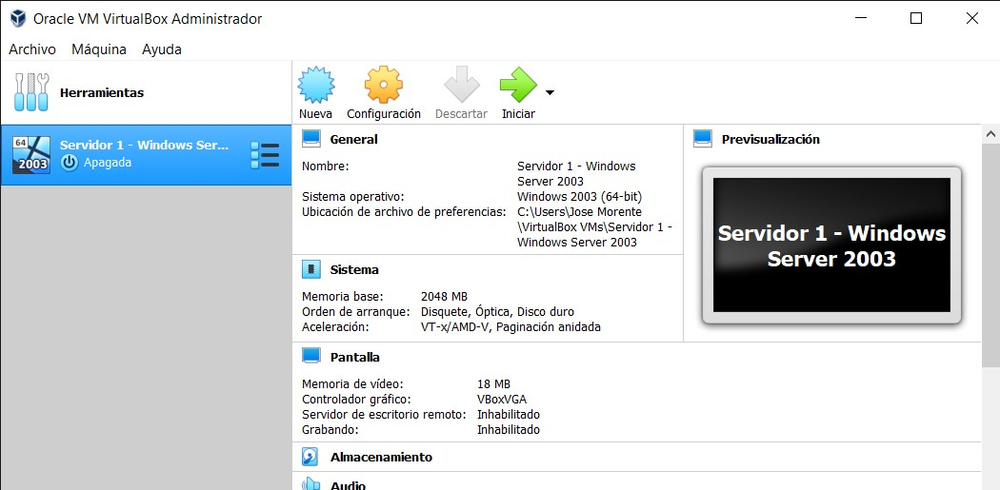 Oracle VM VirtualBox Administrador
Archivo Máquina Ayuda
Herramientas
Nueva Configuración Descartar Iniciar
64
2003
Servidor 1 - Windows Ser...
Apagada
General
Nombre: Servidor 1 - Windows
Server 2003
Sistema operativo: Windows 2003 (64-bit)
Ubicación de archivo de preferencias: C:\Users\Jose Morente
\VirtualBox VMs\Servidor 1 -
Windows Server 2003
Previsualización
Servidor 1 - Windows
Server 2003
Sistema
Memoria base: 2048 MB
Orden de arranque: Disquete, Óptica, Disco duro
Aceleración: VT-x/AMD-V, Paginación anidada
Pantalla
Memoria de vídeo: 18 MB
Controlador gráfico: VBoxVGA
Servidor de escritorio remoto: Inhabilitado
Grabando: Inhabilitado
Almacenamiento
Audio